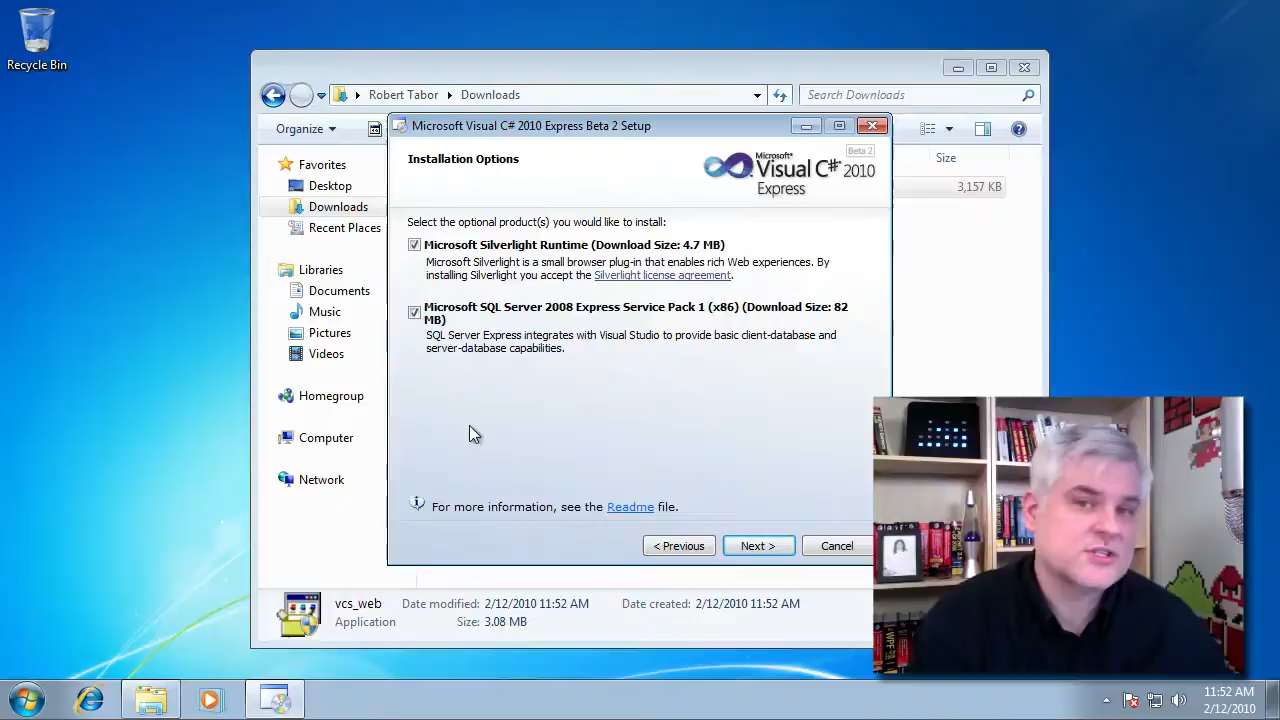 Recycle Bin
Robert Tabor
Downloads
Search Downloads
Organize
Microsoft Visual C# 2010 Express Beta 2 Setup
Size
3,157 KB
Favorites
Desktop
Downloads
Recent Places
Libraries
Documents
Music
Pictures
Videos
Homegroup
Computer
Network
Installation Options
Beta 2
Microsoft®
Visual C# 2010
Express
Select the optional product(s) you would like to install:
Microsoft Silverlight Runtime (Download Size: 4.7 MB)
Microsoft Silverlight is a small browser plug-in that enables rich Web experiences. By
installing Silverlight you accept the Silverlight license agreement.
Microsoft SQL Server 2008 Express Service Pack 1 (x86) (Download Size: 82
MB)
SQL Server Express integrates with Visual Studio to provide basic client-database and
server-database capabilities.
For more information, see the Readme file.
< Previous
Next >
Cancel
vcs_web
Date modified: 2/12/2010 11:52 AM
Date created: 2/12/2010 11:52 AM
Application
Size: 3.08 MB
11:52 AM
2/12/2010